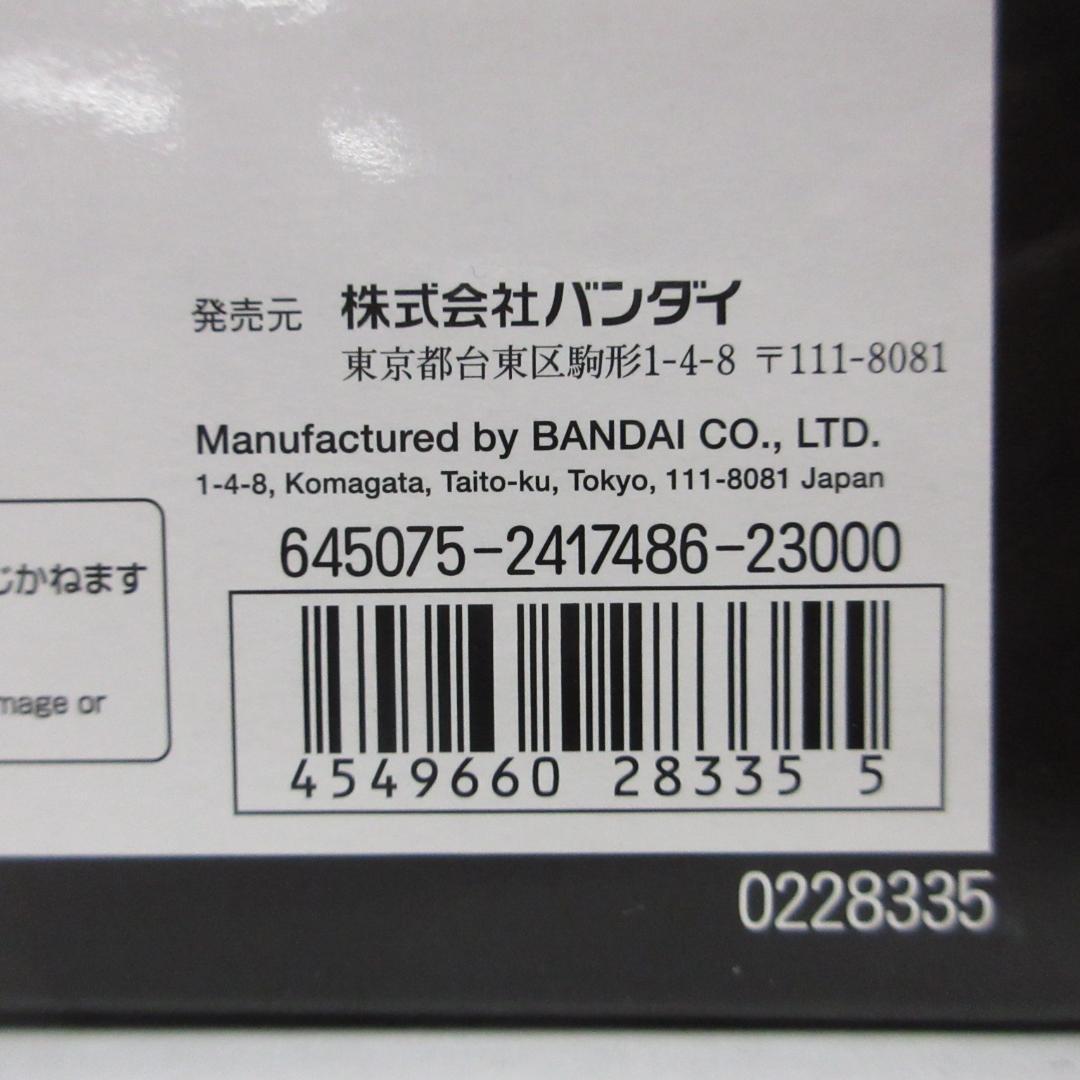 発売元 株式会社バンダイ
東京都台東区駒形1-4-8 〒111-8081
Manufactured by BANDAI CO., LTD.
1-4-8, Komagata, Taito-ku, Tokyo, 111-8081 Japan
645075-2417486-23000
じかねます
mage or
4549660 28335 5
0228335